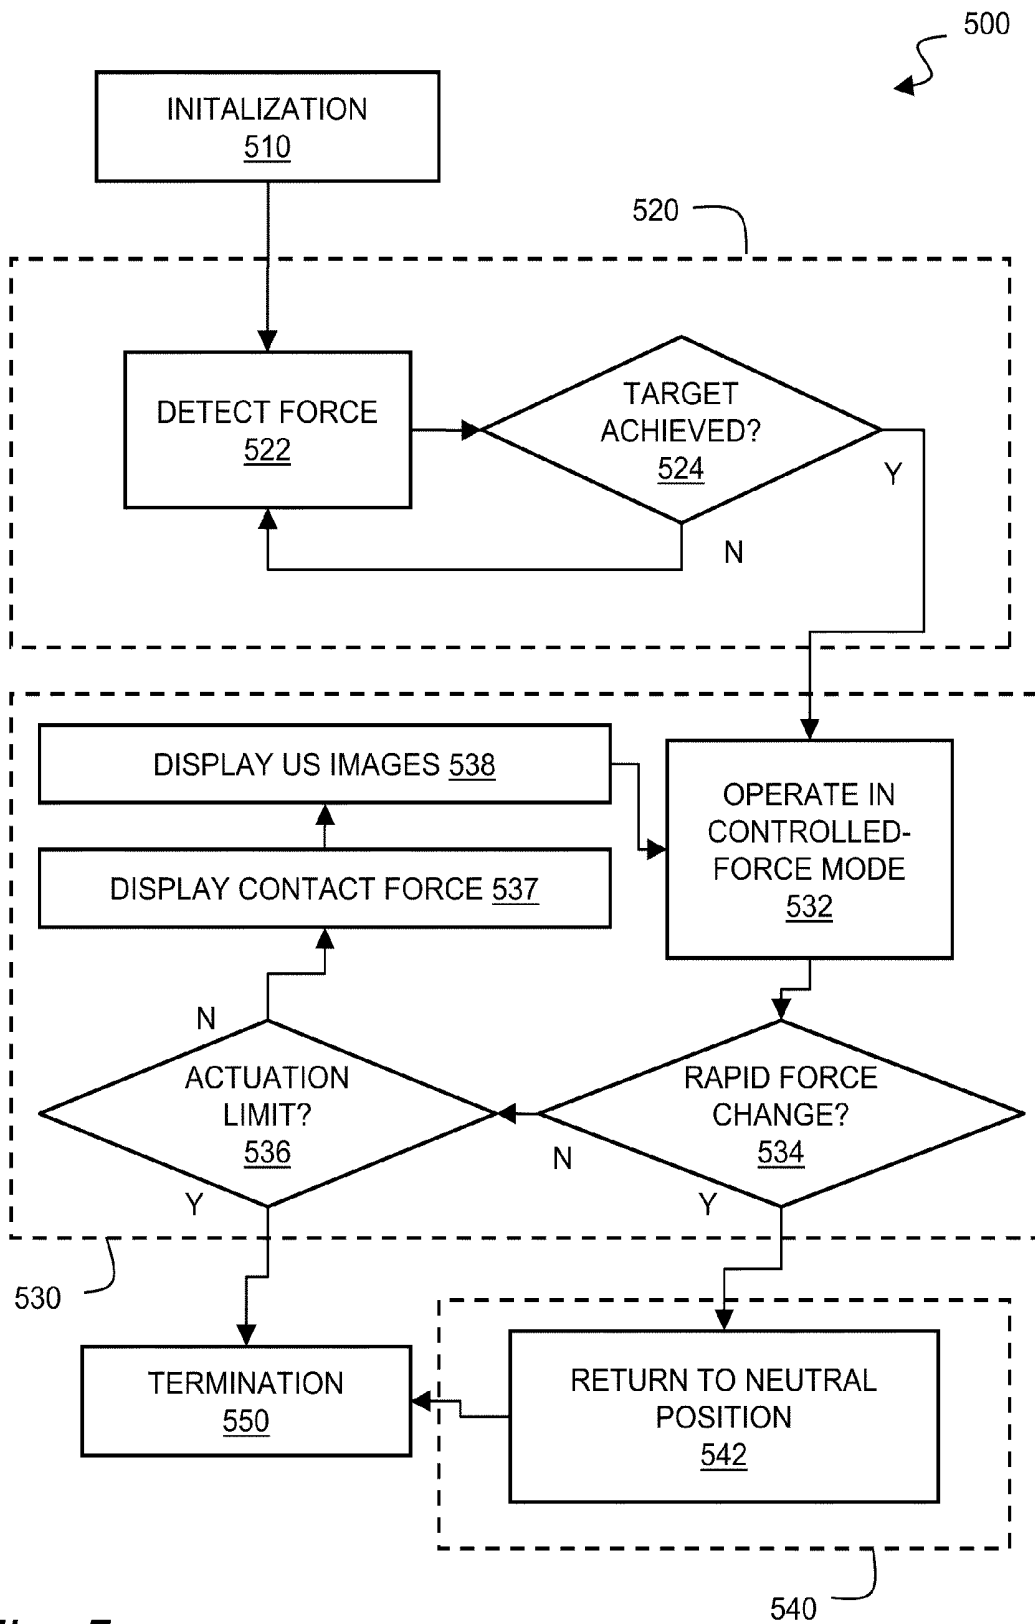 500
INITALIZATION
510
520
DETECT FORCE
522
TARGET
ACHIEVED?
524
Y
N
DISPLAY US IMAGES 538
OPERATE IN
CONTROLLED-
FORCE MODE
532
DISPLAY CONTACT FORCE 537
N
ACTUATION
LIMIT?
536
Y
RAPID FORCE
CHANGE?
534
N
Y
530
TERMINATION
550
RETURN TO NEUTRAL
POSITION
542
540